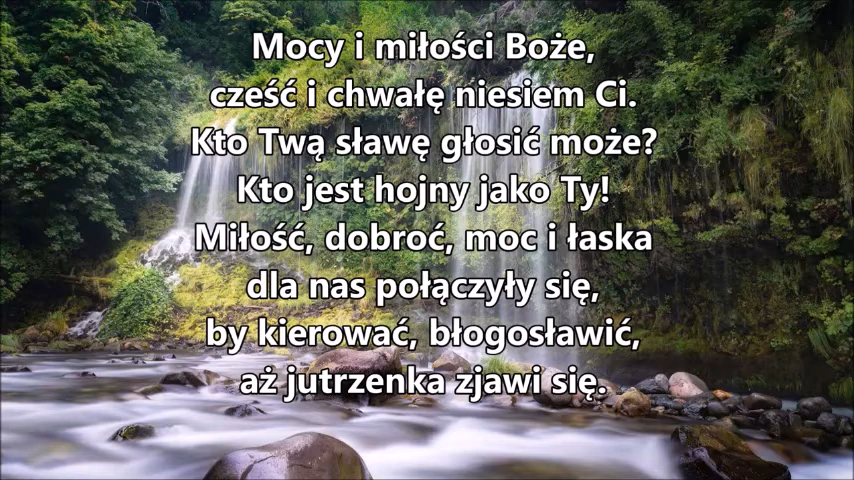 Mocy i miłości Boże,
cześć i chwałę niesiem Ci.
Kto Twą sławę głosić może?
Kto jest hojny jako Ty!
Miłość, dobroć, moc i łaska
dla nas połączyły się,
by kierować, błogosławić,
aż jutrzenka zjawi się.